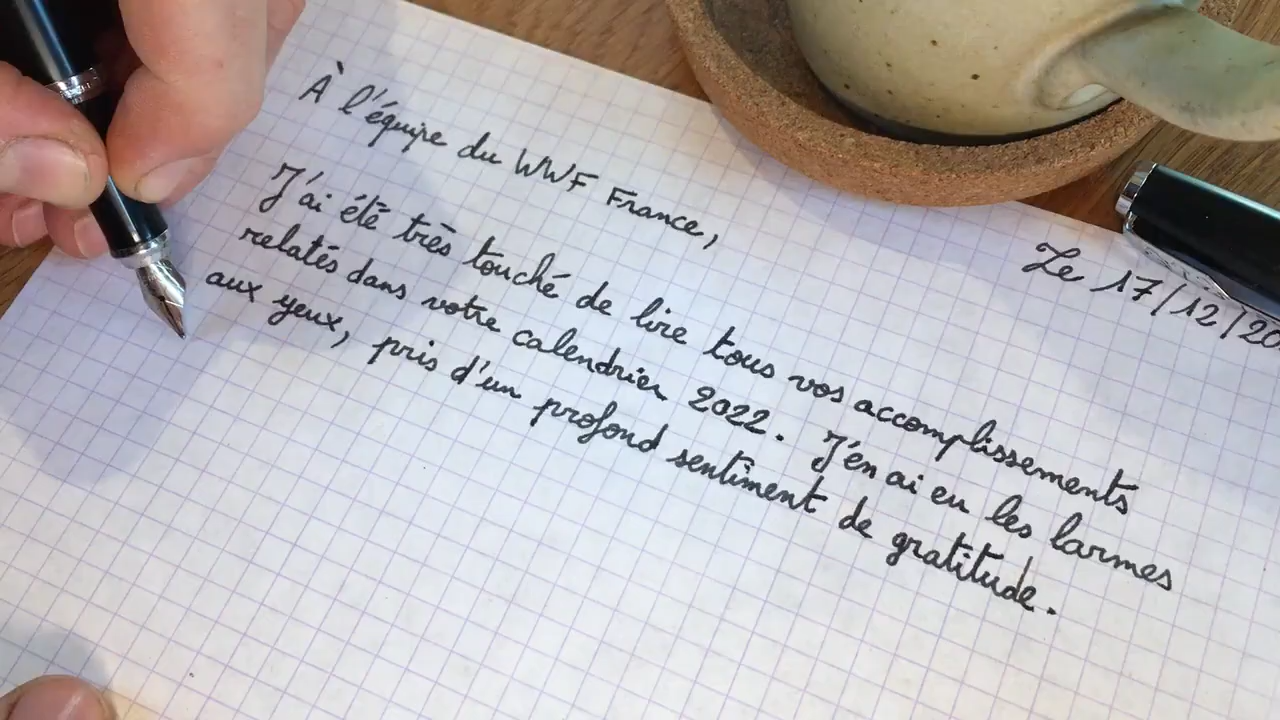 À l'équipe du WWF France,
Le 17/12/20
J'ai été très touché de lire tous vos accomplissements
relatés dans votre calendrier 2022. J'en ai eu les larmes
aux yeux, pris d'un profond sentiment de gratitude.